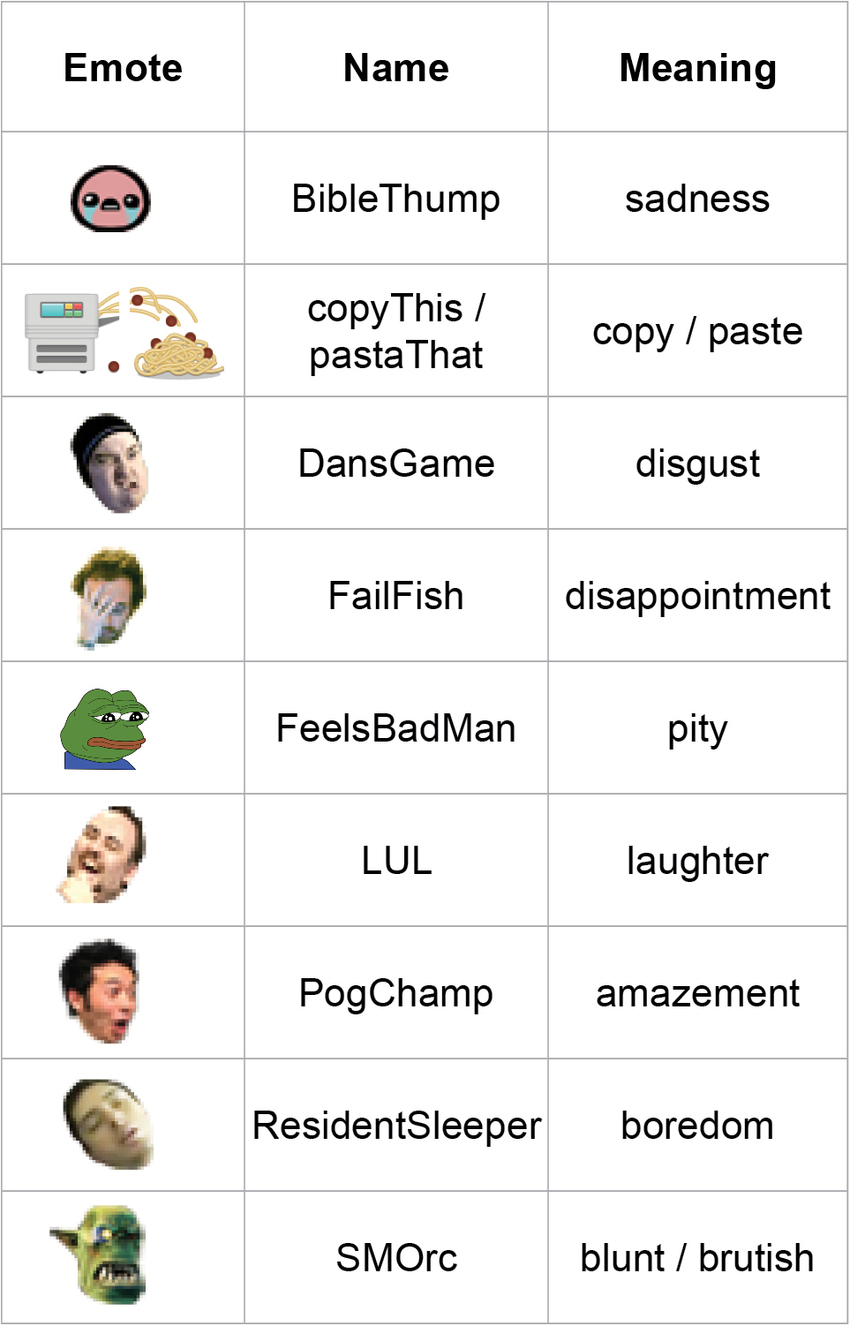 Emote Name Meaning
BibleThump sadness
copyThis /
pastaThat
copy / paste
DansGame disgust
FailFish disappointment
FeelsBadMan pity
LUL laughter
PogChamp amazement
ResidentSleeper boredom
SMOrc blunt / brutish